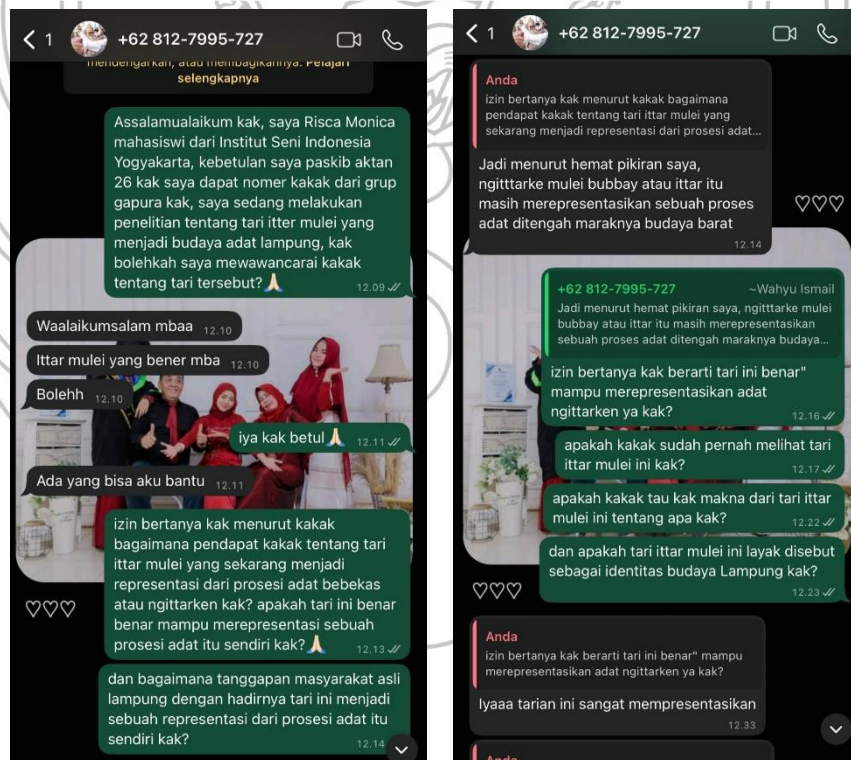 1
+62 812-7995-727
mendengarkan, atau membagikannya. Pelajari
selengkapnya
Assalamualaikum kak, saya Risca Monica
mahasiswi dari Institut Seni Indonesia
Yogyakarta, kebetulan saya paskib aktan
26 kak saya dapat nomer kakak dari grup
gapura kak, saya sedang melakukan
penelitian tentang tari itter mulei yang
menjadi budaya adat lampung, kak
bolehkah saya mewawancarai kakak
tentang tari tersebut?🙏🏻
12.09
Waalaikumsalam mbaa 12.10
Ittar mulei yang bener mba 12.10
Bolehh 12.10
iya kak betul🙏🏻 12.11
Ada yang bisa aku bantu 12.11
izin bertanya kak menurut kakak
bagaimana pendapat kakak tentang tari
ittar mulei yang sekarang menjadi
representasi dari prosesi adat bebekas
atau ngittarken kak? apakah tari ini benar
benar mampu merepresentasi sebuah
prosesi adat itu sendiri kak?🙏🏻
12.13
dan bagaimana tanggapan masyarakat asli
lampung dengan hadirnya tari ini menjadi
sebuah representasi dari prosesi adat itu
sendiri kak?
12.14
1
+62 812-7995-727
Anda
izin bertanya kak menurut kakak bagaimana
pendapat kakak tentang tari ittar mulei yang
sekarang menjadi representasi dari prosesi adat...
Jadi menurut hemat pikiran saya,
ngitttarke mulei bubbay atau ittar itu
masih merepresentasikan sebuah proses
adat ditengah maraknya budaya barat
12.14
+62 812-7995-727 ~Wahyu Ismail
Jadi menurut hemat pikiran saya, ngitttarke mulei
bubbay atau ittar itu masih merepresentasikan
sebuah proses adat ditengah maraknya budaya...
izin bertanya kak berarti tari ini benar"
mampu merepresentasikan adat
ngittarken ya kak?
12.16
apakah kakak sudah pernah melihat tari
ittar mulei ini kak?
12.17
apakah kakak tau kak makna dari tari ittar
mulei ini tentang apa kak?
12.22
dan apakah tari ittar mulei ini layak disebut
sebagai identitas budaya Lampung kak?
12.23
Anda
izin bertanya kak berarti tari ini benar" mampu
merepresentasikan adat ngittarken ya kak?
Iyaaa tarian ini sangat mempresentasikan
12.33
Anda